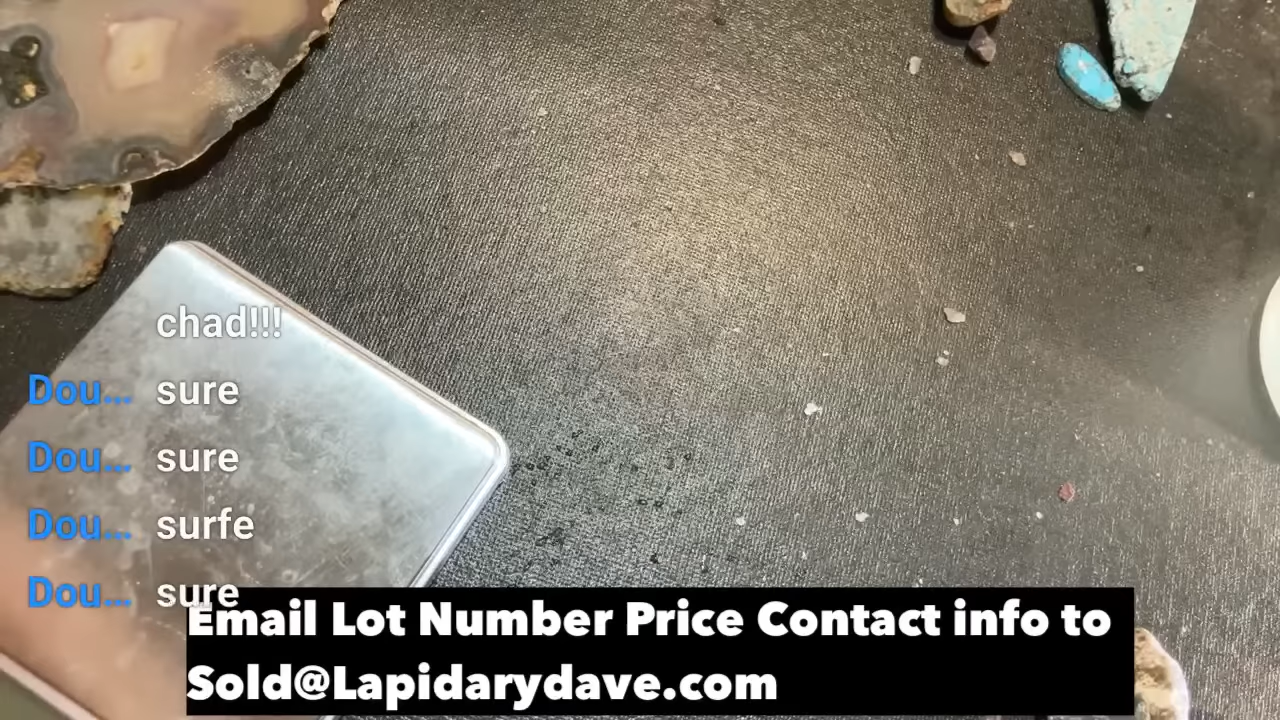 chad!!!
Dou... sure
Dou... sure
Dou... surfe
Dou... sure
Email Lot Number Price Contact info to
Sold@Lapidarydave.com